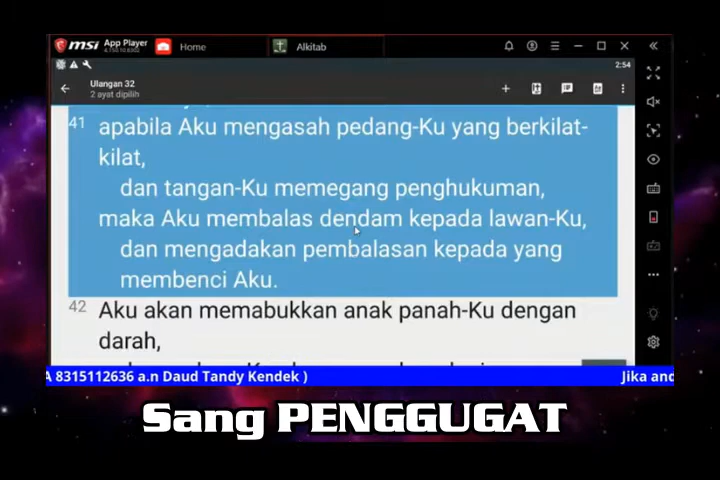 msi App Player
Home
Alkitab
2:54
Ulangan 32
2 ayat dipilih
41 apabila Aku mengasah pedang-Ku yang berkilat-
kilat,
dan tangan-Ku memegang penghukuman,
maka Aku membalas dendam kepada lawan-Ku,
dan mengadakan pembalasan kepada yang
membenci Aku.
42 Aku akan memabukkan anak panah-Ku dengan
darah,
A 8315112636 a.n Daud Tandy Kendek ) Jika and
Sang PENGGUGAT